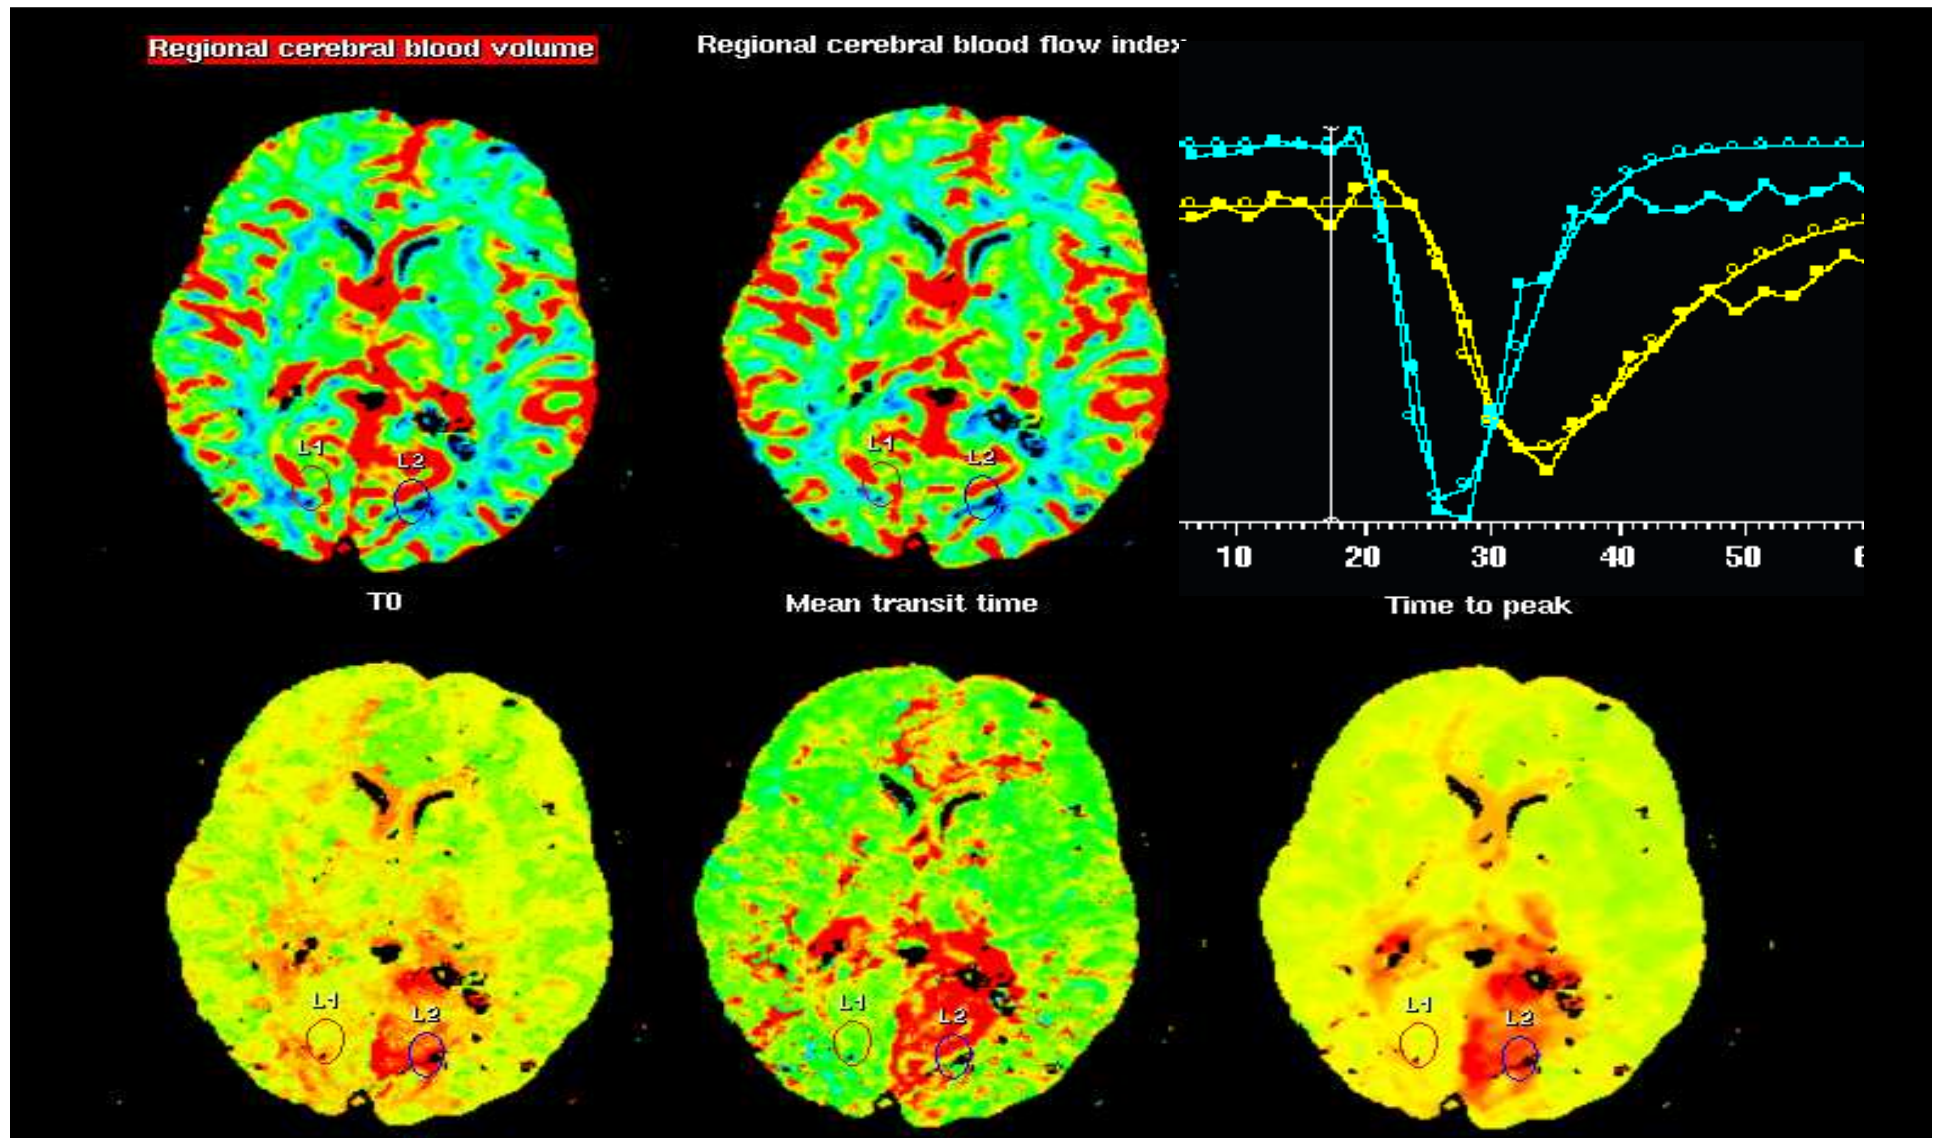 Regional cerebral blood volume
Regional cerebral blood flow index
L1
L2
L1
L2
10 20 30 40 50
T0
Mean transit time
Time to peak
L1
L2
L1
L2
L1
L2